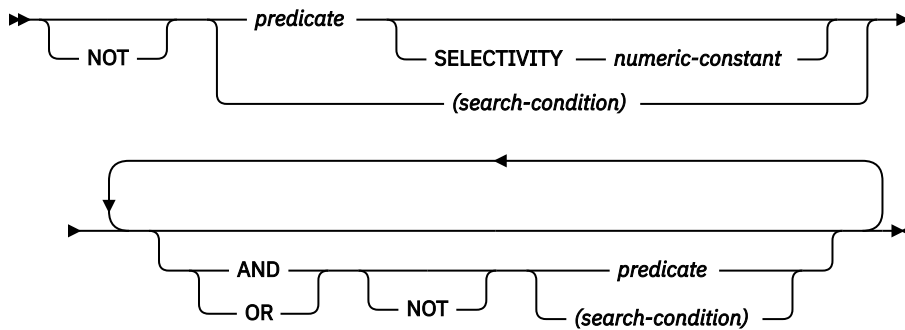 predicate
NOT
SELECTIVITY numeric-constant
(search-condition)
AND predicate
OR NOT (search-condition)